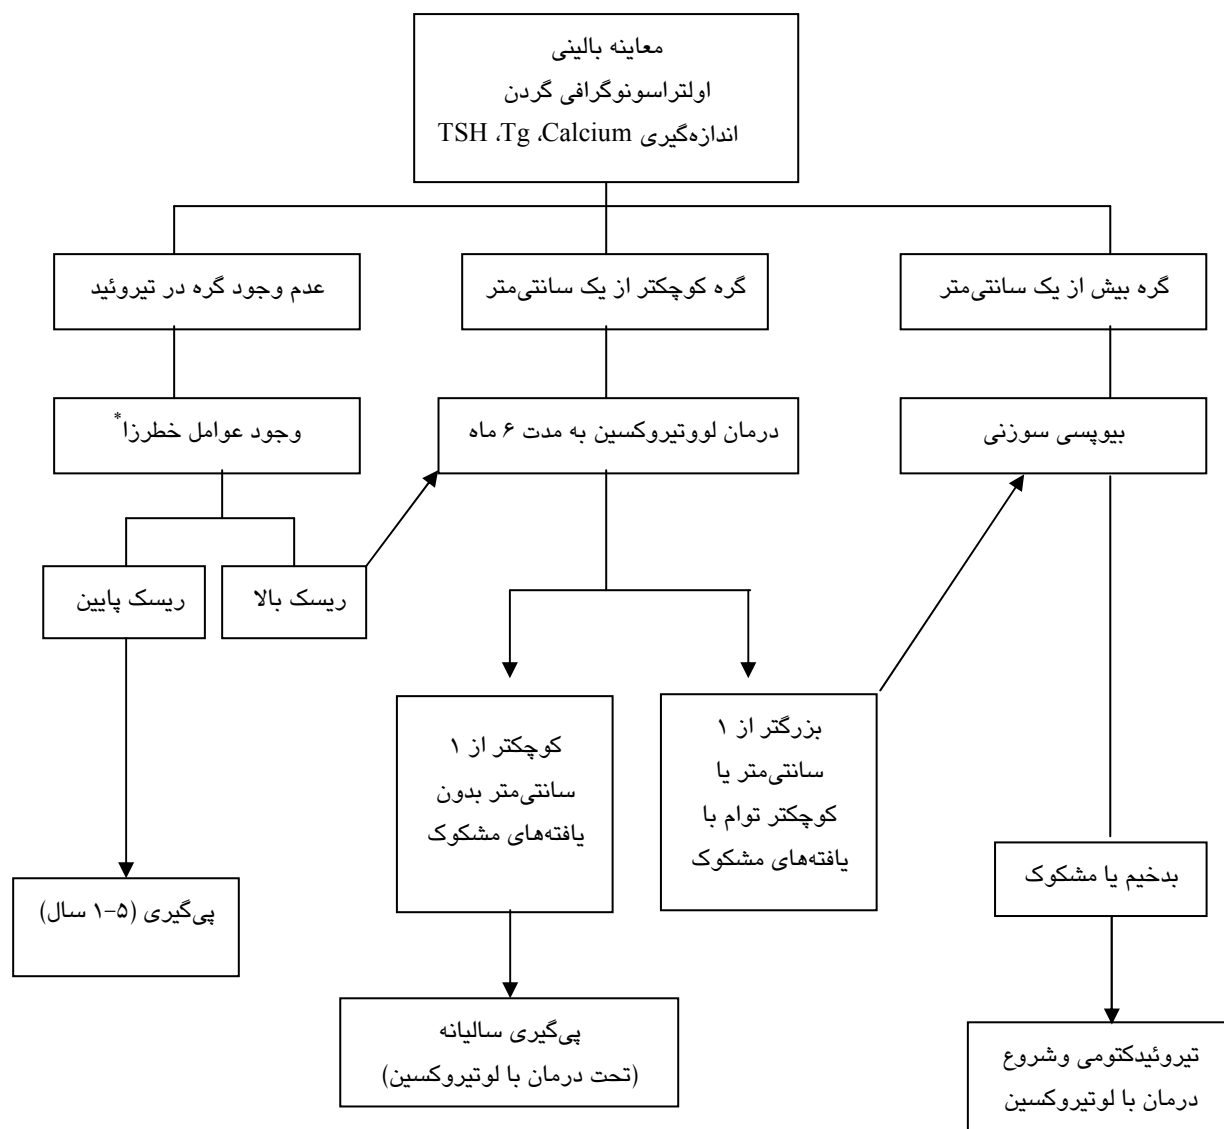 معاینه بالینی
اولتراسونوگرافی گردن
اندازه‌گیری TSH ،Tg ،Calcium
گره بیش از یک سانتی‌متر
گره کوچکتر از یک سانتی‌متر
عدم وجود گره در تیروئید
بیوپسی سوزنی
درمان لووتیروکسین به مدت ۶ ماه
وجود عوامل خطرزا*
ریسک بالا
ریسک پایین
بزرگتر از ۱
سانتی‌متر یا
کوچکتر توام با
یافته‌های مشکوک
کوچکتر از ۱
سانتی‌متر بدون
یافته‌های مشکوک
بدخیم یا مشکوک
پی‌گیری (۵-۱ سال)
تیروئیدکتومی وشروع
درمان با لوتیروکسین
پی‌گیری سالیانه
(تحت درمان با لوتیروکسین)